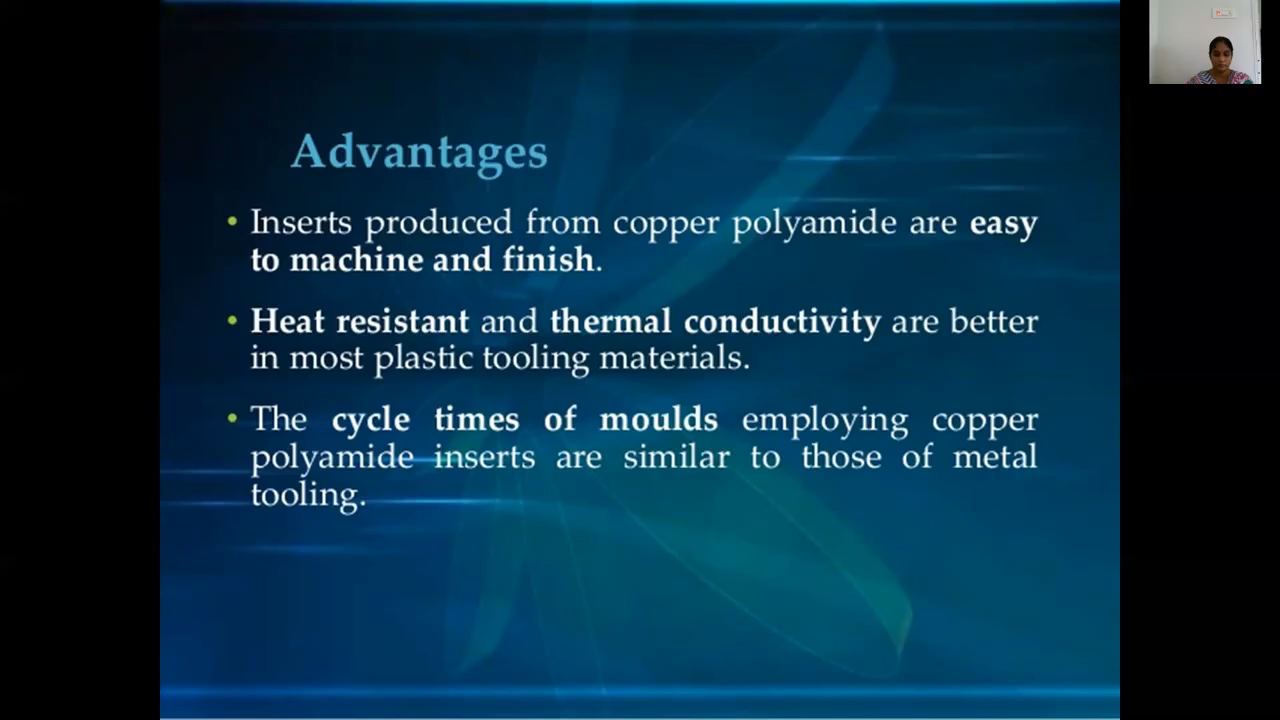 Advantages
• Inserts produced from copper polyamide are easy
to machine and finish.
• Heat resistant and thermal conductivity are better
in most plastic tooling materials.
• The cycle times of moulds employing copper
polyamide inserts are similar to those of metal
tooling.